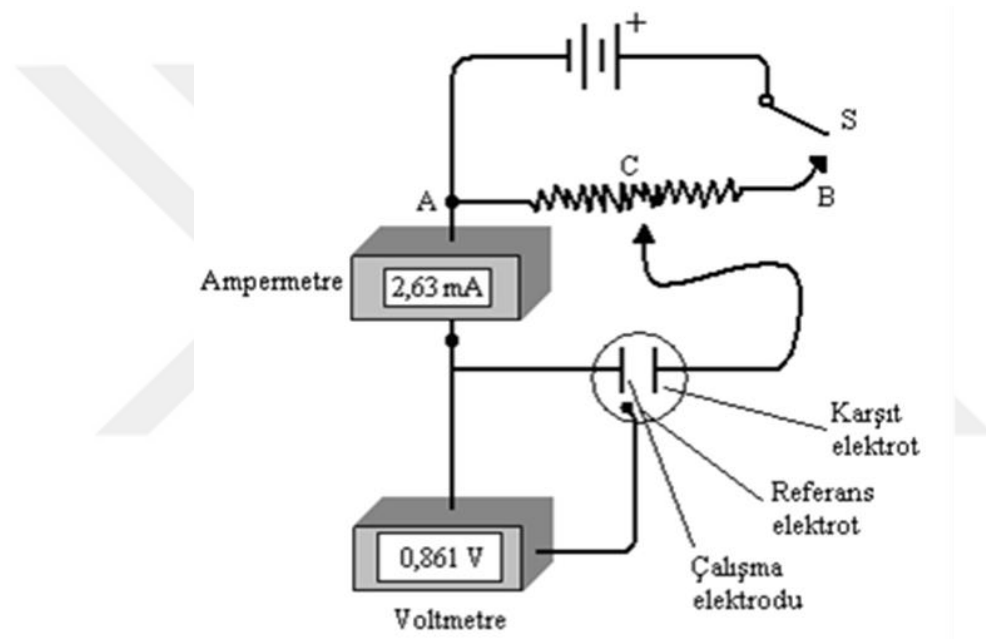 +
S
C
A
B
Ampermetre
2,63 mA
Karşıt
elektrot
Referans
elektrot
0,861 V
Çalışma
elektrodu
Voltmetre